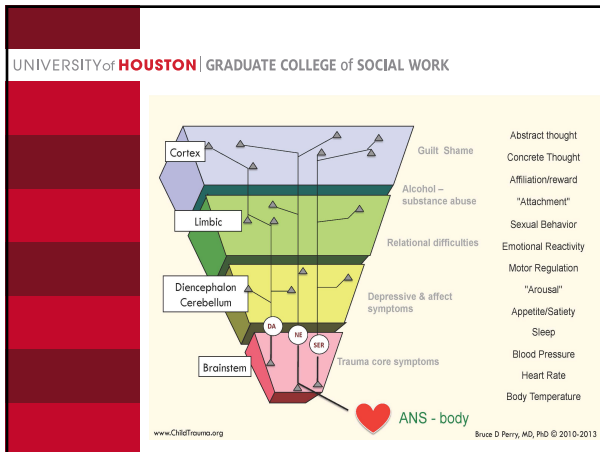 UNIVERSITY of HOUSTON | GRADUATE COLLEGE of SOCIAL WORK
Cortex
Limbic
Diencephalon
Cerebellum
Brainstem
DA
NE
SER
Guilt Shame
Alcohol –
substance abuse
Relational difficulties
Depressive & affect
symptoms
Trauma core symptoms
Abstract thought
Concrete Thought
Affiliation/reward
"Attachment"
Sexual Behavior
Emotional Reactivity
Motor Regulation
"Arousal"
Appetite/Satiety
Sleep
Blood Pressure
Heart Rate
Body Temperature
ANS - body
www.ChildTrauma.org
Bruce D Perry, MD, PhD © 2010-2013